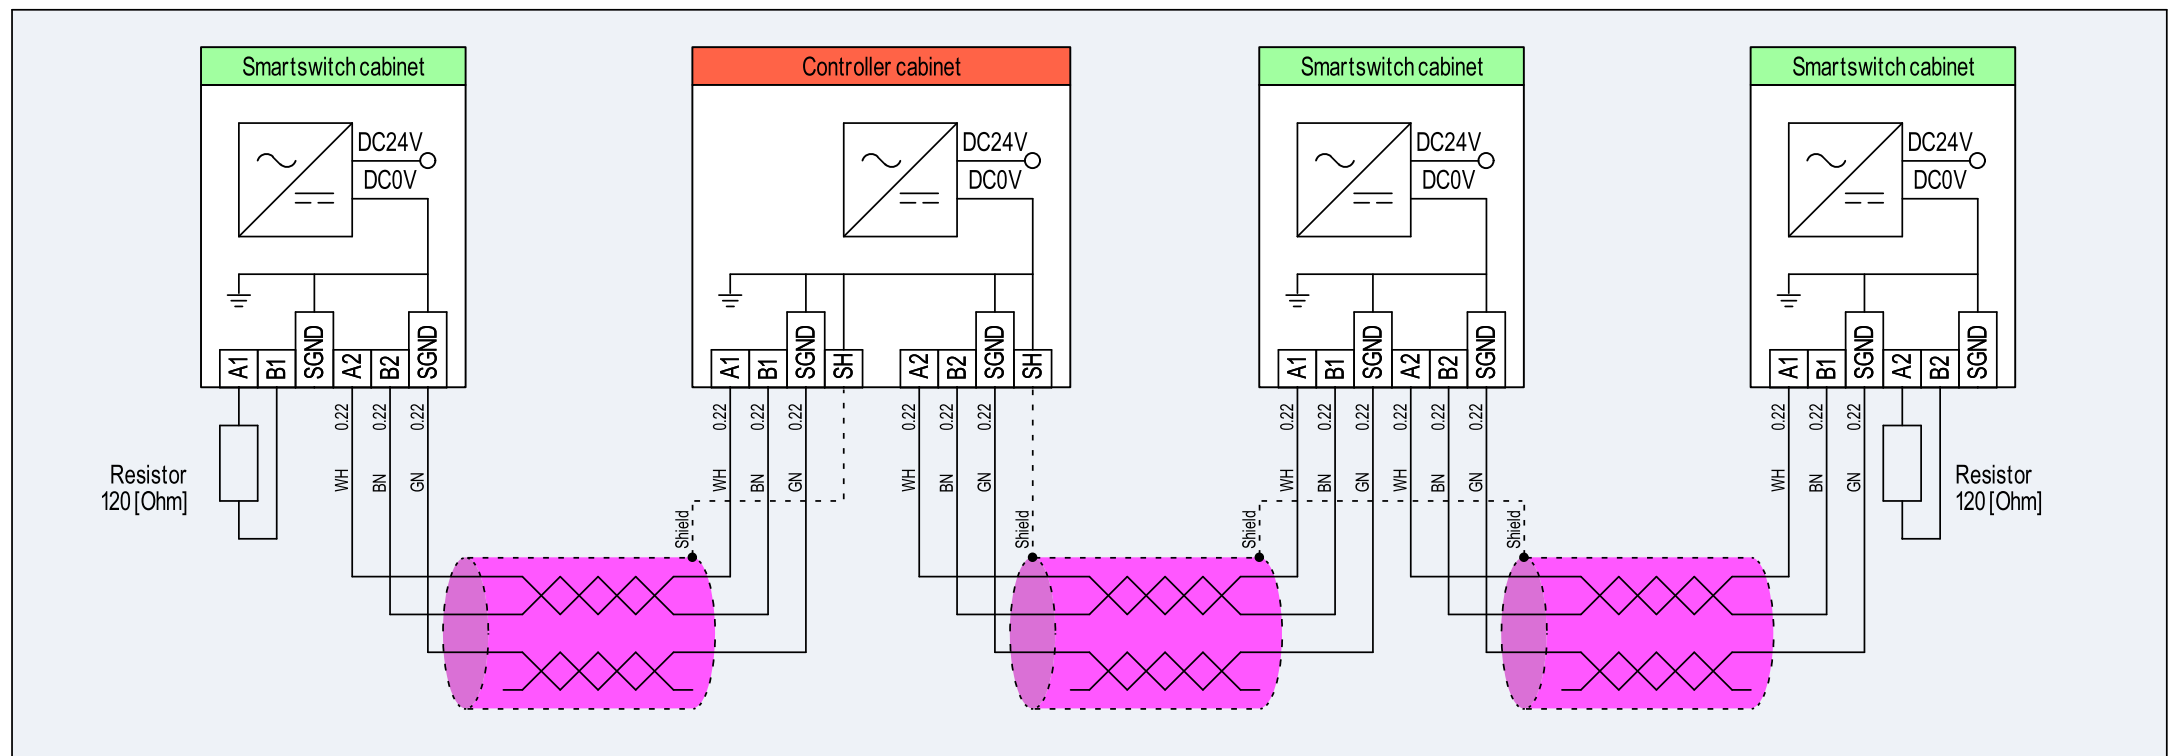 Smartswitch cabinet
Controller cabinet
Smartswitch cabinet
Smartswitch cabinet
DC24V
DC0V
DC24V
DC0V
DC24V
DC0V
DC24V
DC0V
A1 B1 SGND A2 B2 SGND
A1 B1 SGND SH A2 B2 SGND SH
A1 B1 SGND A2 B2 SGND
A1 B1 SGND A2 B2 SGND
0.22 0.22 0.22
0.22 0.22 0.22 0.22 0.22 0.22
0.22 0.22 0.22 0.22 0.22 0.22
0.22 0.22 0.22
Resistor
120 [Ohm]
WH BN GN
WH BN GN WH BN GN
WH BN GN WH BN GN
WH BN GN
Resistor
120 [Ohm]
Shield
Shield
Shield
Shield